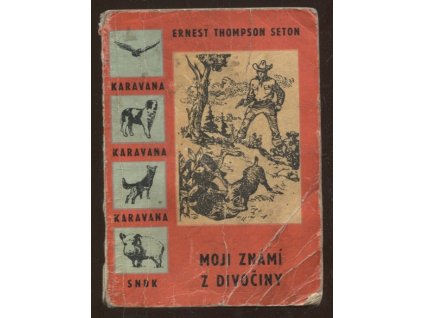 ERNEST THOMPSON SETON
KARAVANA
KARAVANA
KARAVANA
SNDK
MOJI ZNÁMÍ
Z DIVOČINY